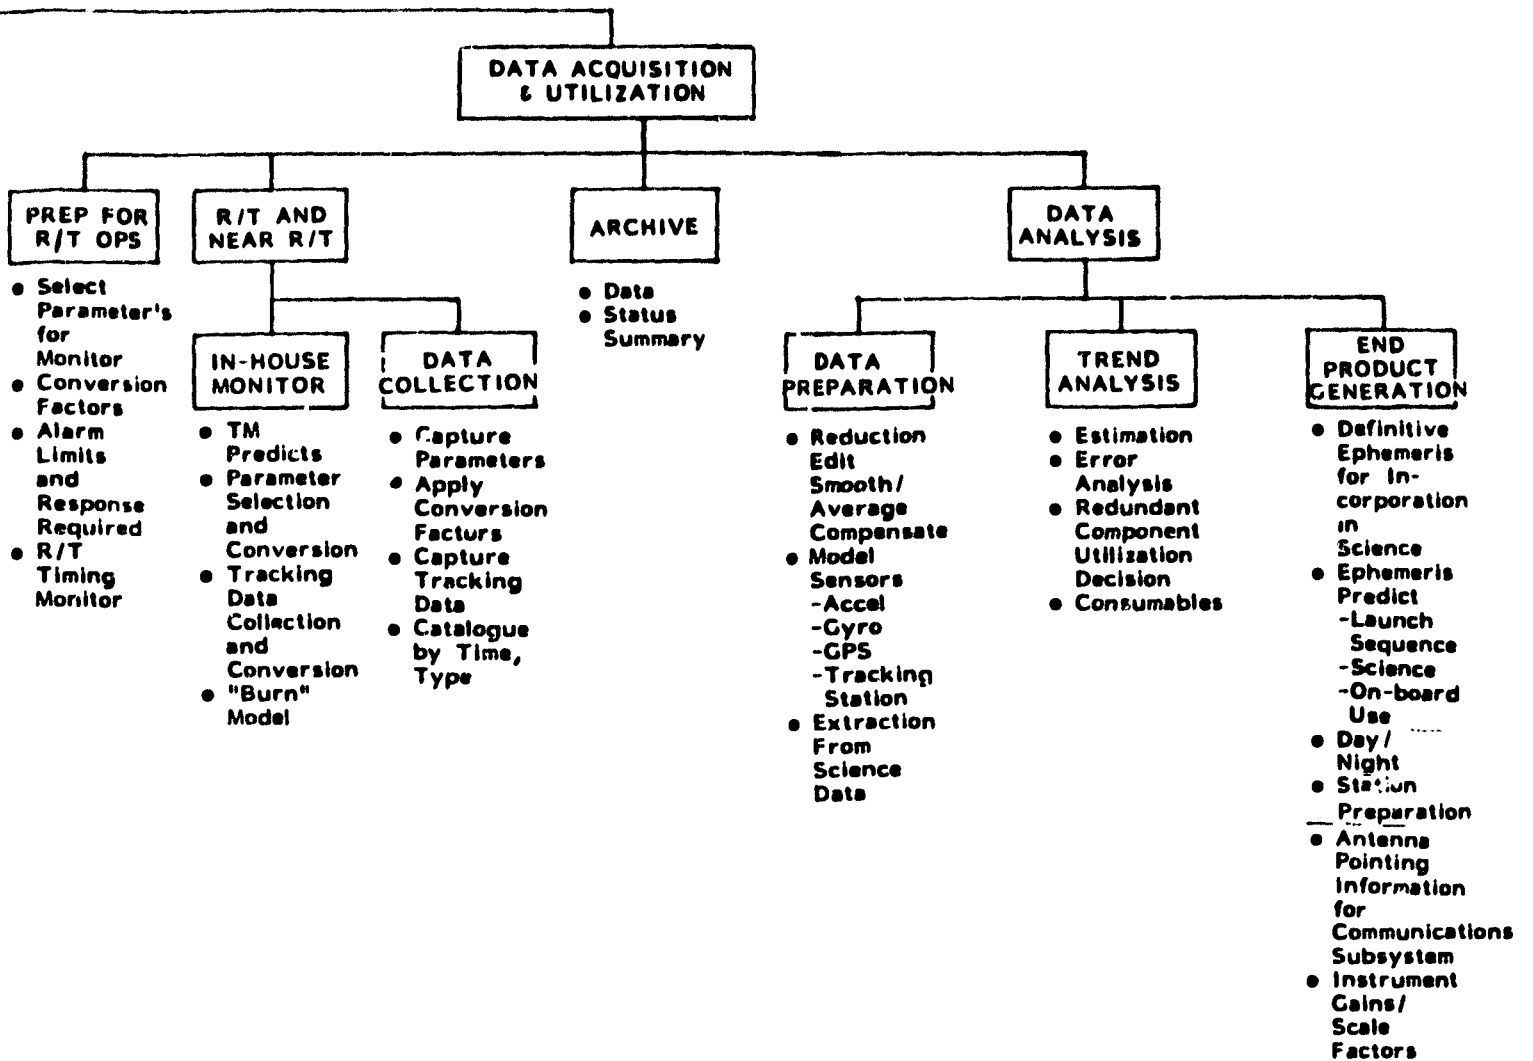 DATA ACQUISITION
& UTILIZATION
PREP FOR
R/T OPS
● Select
Parameter's
for
Monitor
● Conversion
Factors
● Alarm
Limits
and
Response
Required
● R/T
Timing
Monitor
R/T AND
NEAR R/T
IN-HOUSE
MONITOR
● TM
Predicts
● Parameter
Selection
and
Conversion
● Tracking
Data
Collection
and
Conversion
● "Burn"
Model
DATA
COLLECTION
● Capture
Parameters
● Apply
Conversion
Facturs
● Capture
Tracking
Data
● Catalogue
by Time,
Type
ARCHIVE
● Data
● Status
Summary
DATA
ANALYSIS
DATA
PREPARATION
● Reduction
Edit
Smooth/
Average
Compensate
● Model
Sensors
-Accel
-Gyro
-GPS
-Tracking
Station
● Extraction
From
Science
Data
TREND
ANALYSIS
● Estimation
● Error
Analysis
● Redundant
Component
Utilization
Decision
● Consumables
END
PRODUCT
GENERATION
● Definitive
Ephemeris
for In-
corporation
in
Science
● Ephemeris
Predict
-Launch
Sequence
-Science
-On-board
Use
● Day/
Night
● Station
Preparation
● Antenna
Pointing
Information
for
Communications
Subsystem
● Instrument
Gains/
Scale
Factors